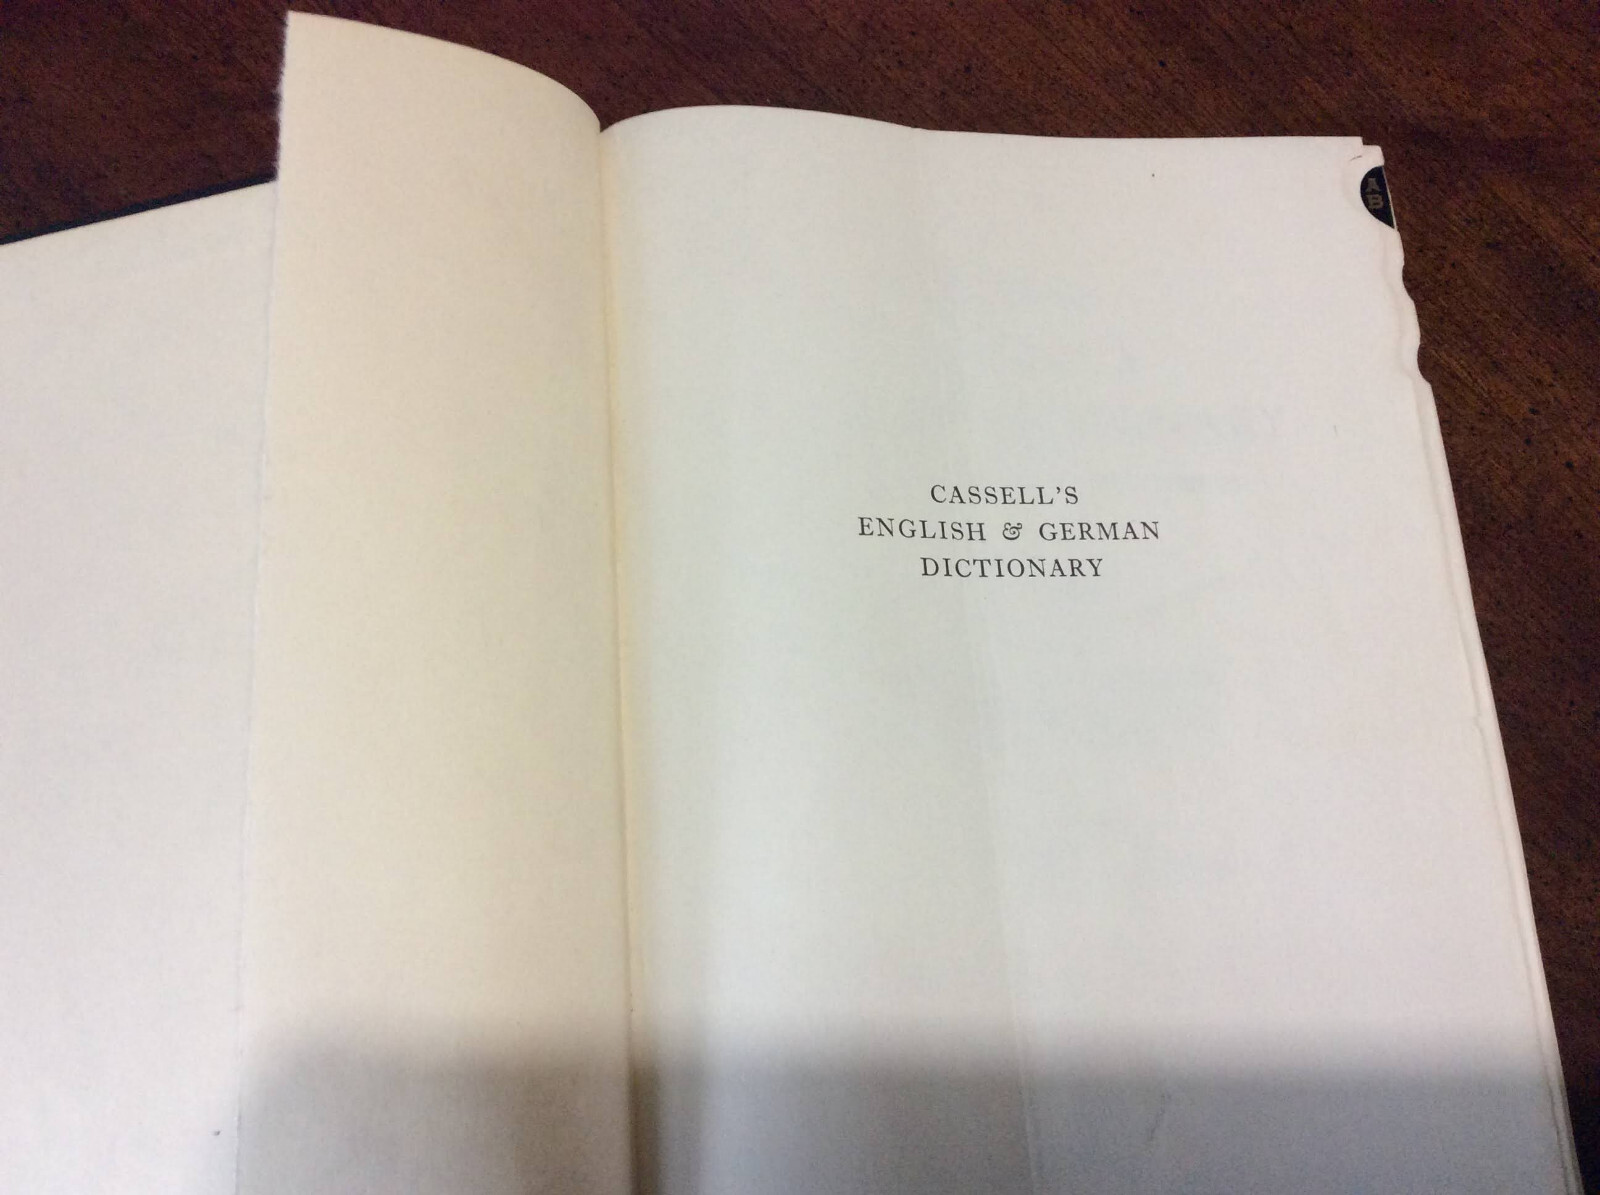 CASSELL'S
ENGLISH & GERMAN
DICTIONARY
A
B